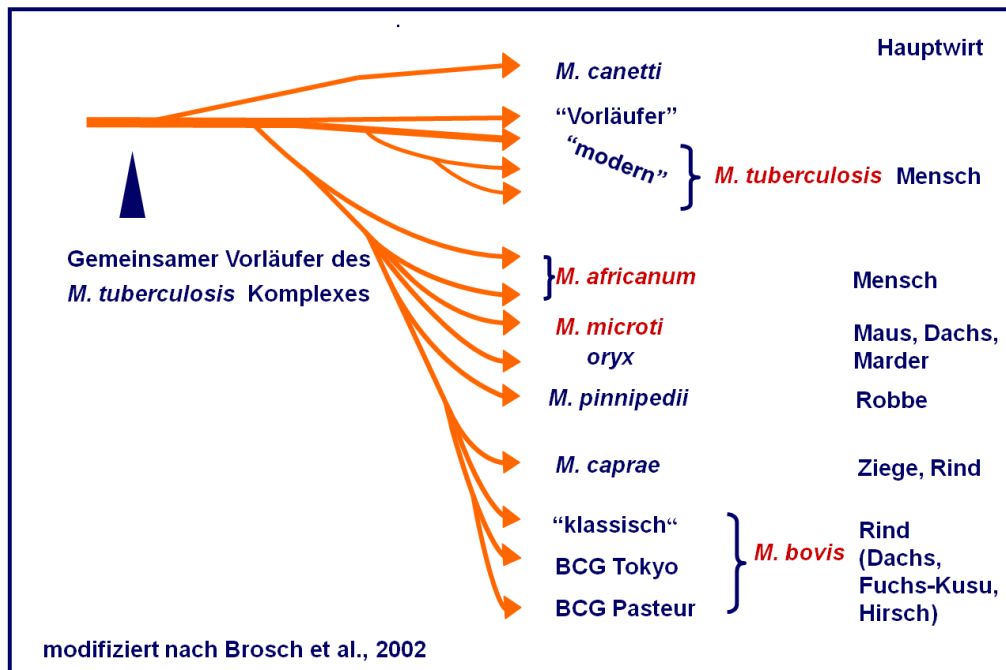 Hauptwirt
M. canetti
“Vorläufer”
“modern”
M. tuberculosis Mensch
Gemeinsamer Vorläufer des
M. tuberculosis Komplexes
M. africanum Mensch
M. microti Maus, Dachs,
oryx Marder
M. pinnipedii Robbe
M. caprae Ziege, Rind
“klassisch“ Rind
M. bovis (Dachs,
BCG Tokyo Fuchs-Kusu,
BCG Pasteur Hirsch)
modifiziert nach Brosch et al., 2002